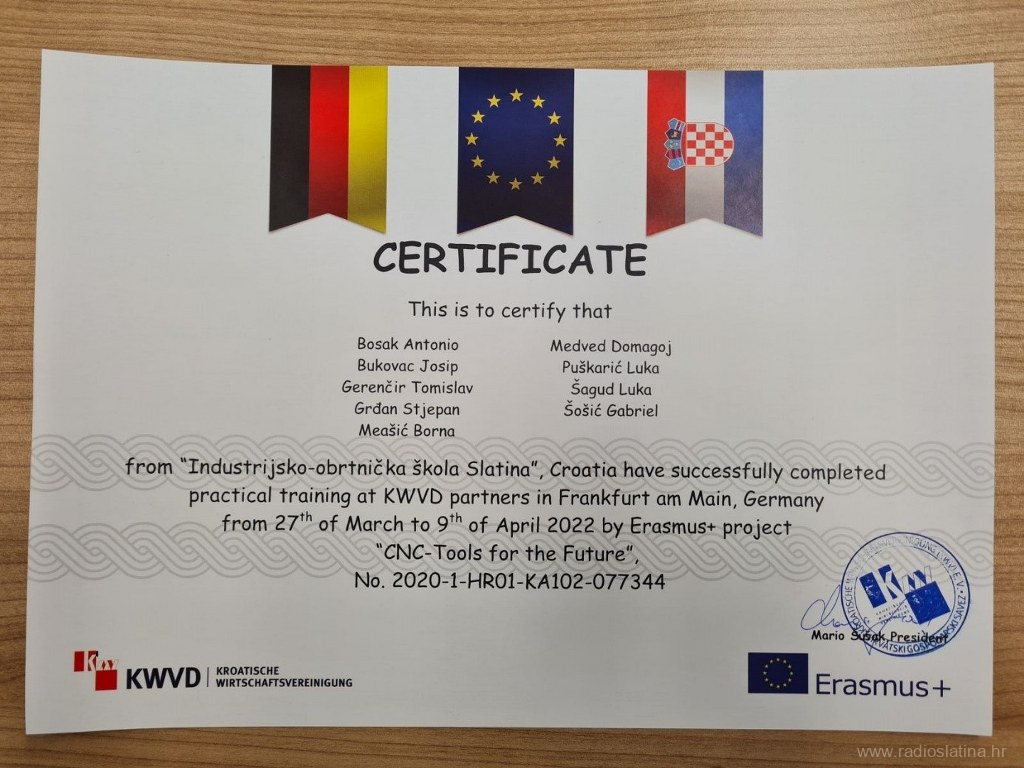 CERTIFICATE
This is to certify that
Bosak Antonio
Bukovac Josip
Gerenčir Tomislav
Grđan Stjepan
Meašić Borna
Medved Domagoj
Puškarić Luka
Šagud Luka
Šošić Gabriel
from “Industrijsko-obrtnička škola Slatina”, Croatia have successfully completed
practical training at KWVD partners in Frankfurt am Main, Germany
from 27th of March to 9th of April 2022 by Erasmus+ project
“CNC-Tools for the Future”,
No. 2020-1-HR01-KA102-077344
Mario Šušak President
KWVD
KROATISCHE
WIRTSCHAFTSVEREINIGUNG
Erasmus+
www.radioslatina.hr